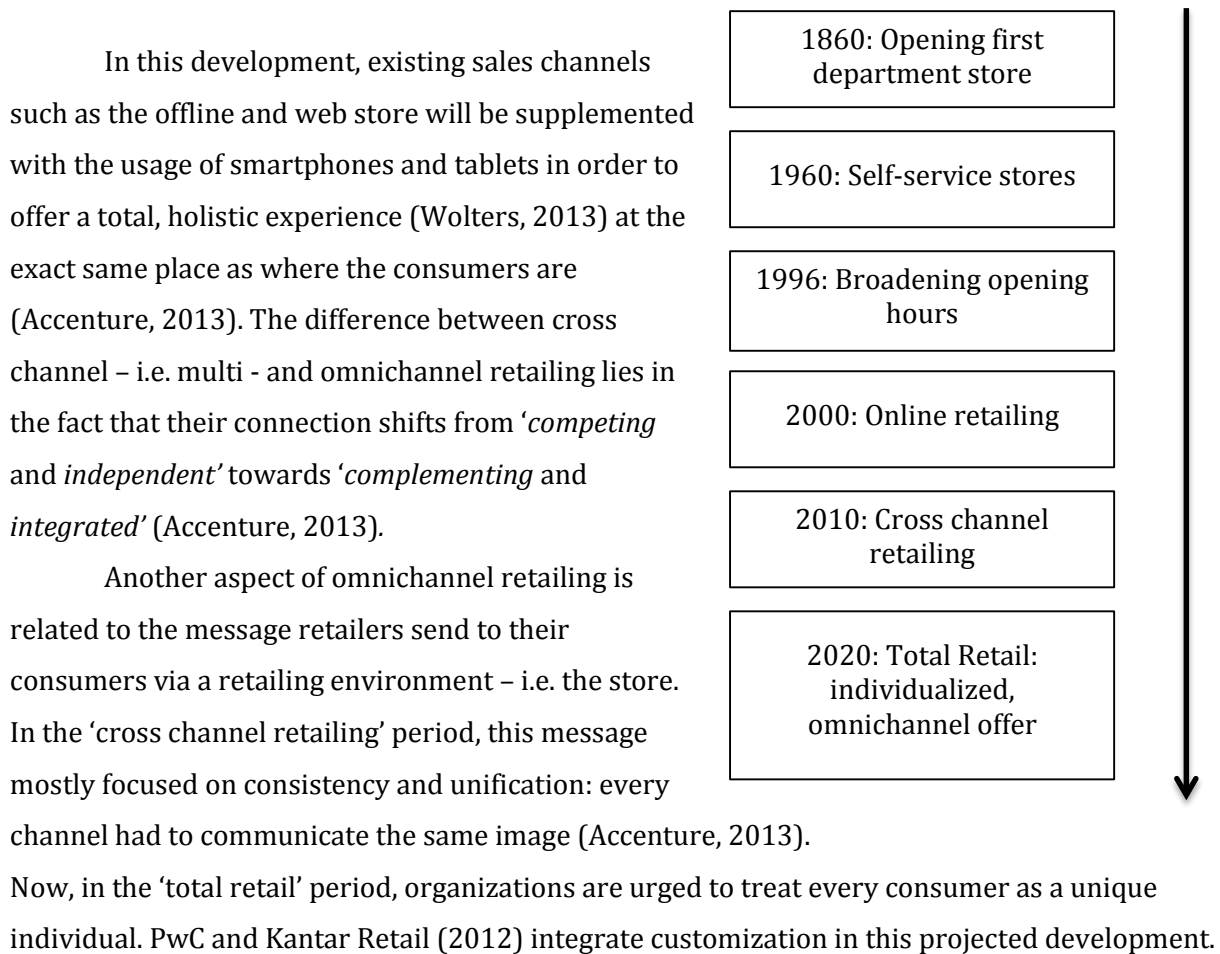 In this development, existing sales channels
such as the offline and web store will be supplemented
with the usage of smartphones and tablets in order to
offer a total, holistic experience (Wolters, 2013) at the
exact same place as where the consumers are
(Accenture, 2013). The difference between cross
channel – i.e. multi - and omnichannel retailing lies in
the fact that their connection shifts from ‘competing
and independent’ towards ‘complementing and
integrated’ (Accenture, 2013).
Another aspect of omnichannel retailing is
related to the message retailers send to their
consumers via a retailing environment – i.e. the store.
In the ‘cross channel retailing’ period, this message
mostly focused on consistency and unification: every
channel had to communicate the same image (Accenture, 2013).
Now, in the ‘total retail’ period, organizations are urged to treat every consumer as a unique
individual. PwC and Kantar Retail (2012) integrate customization in this projected development.
1860: Opening first
department store
1960: Self-service stores
1996: Broadening opening
hours
2000: Online retailing
2010: Cross channel
retailing
2020: Total Retail:
individualized,
omnichannel offer